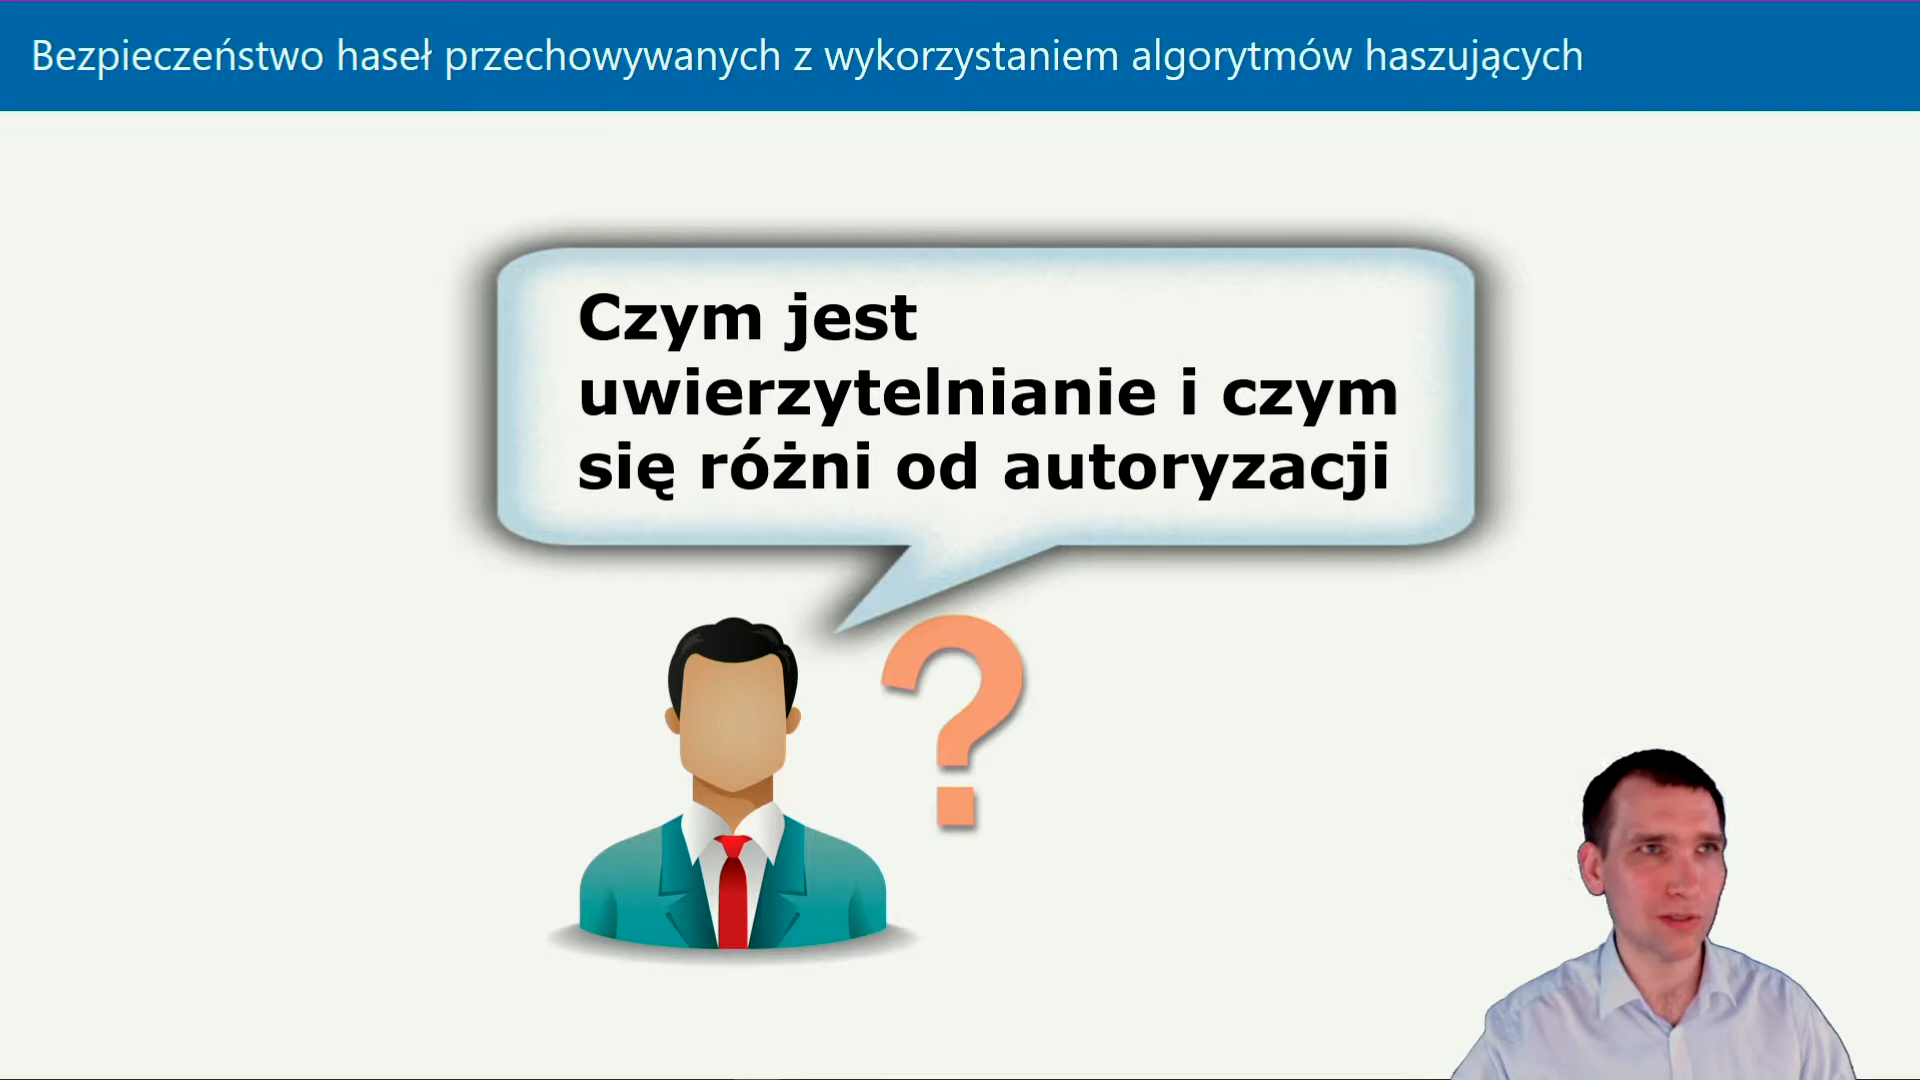 Bezpieczeństwo haseł przechowywanych z wykorzystaniem algorytmów haszujących
Czym jest
uwierzytelnianie i czym
się różni od autoryzacji
?